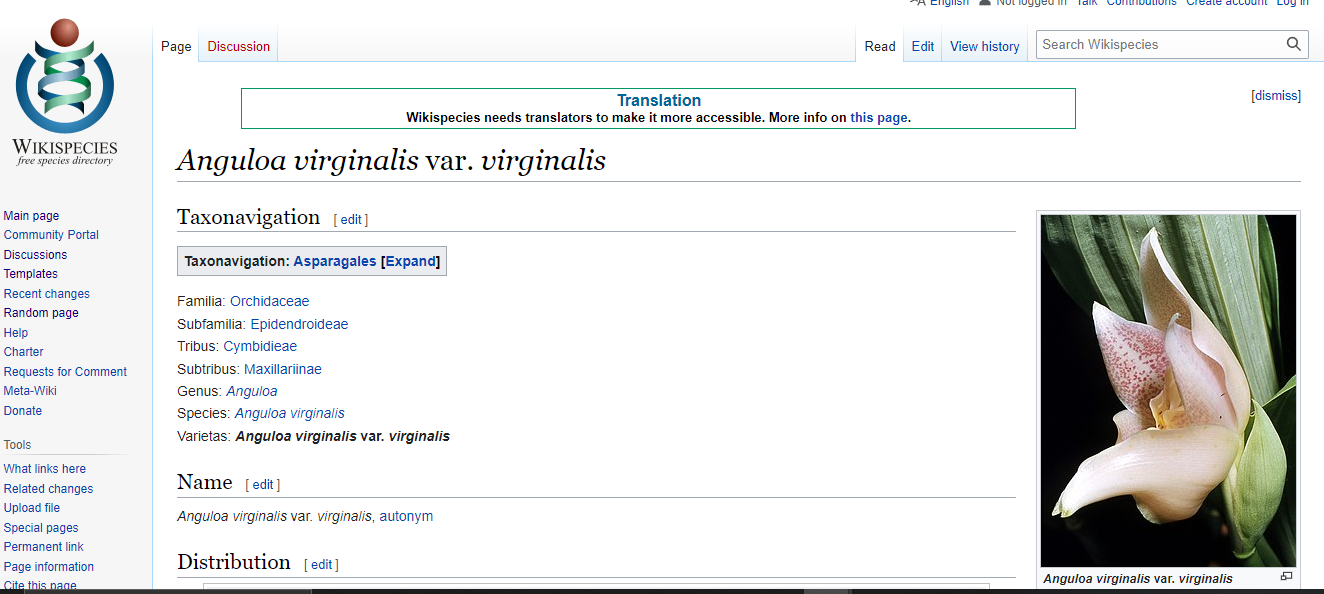 English Not logged in Talk Contributions Create account Log in
Page Discussion Read Edit View history Search Wikispecies
Translation
Wikispecies needs translators to make it more accessible. More info on this page.
[dismiss]
WIKISPECIES
free species directory
Anguloa virginalis var. virginalis
Main page
Community Portal
Discussions
Templates
Recent changes
Random page
Help
Charter
Requests for Comment
Meta-Wiki
Donate
Tools
What links here
Related changes
Upload file
Special pages
Permanent link
Page information
Cite this page
Taxonavigation [ edit ]
Taxonavigation: Asparagales [Expand]
Familia: Orchidaceae
Subfamilia: Epidendroideae
Tribus: Cymbidieae
Subtribus: Maxillariinae
Genus: Anguloa
Species: Anguloa virginalis
Varietas: Anguloa virginalis var. virginalis
Name [ edit ]
Anguloa virginalis var. virginalis, autonym
Distribution [ edit ]
Anguloa virginalis var. virginalis